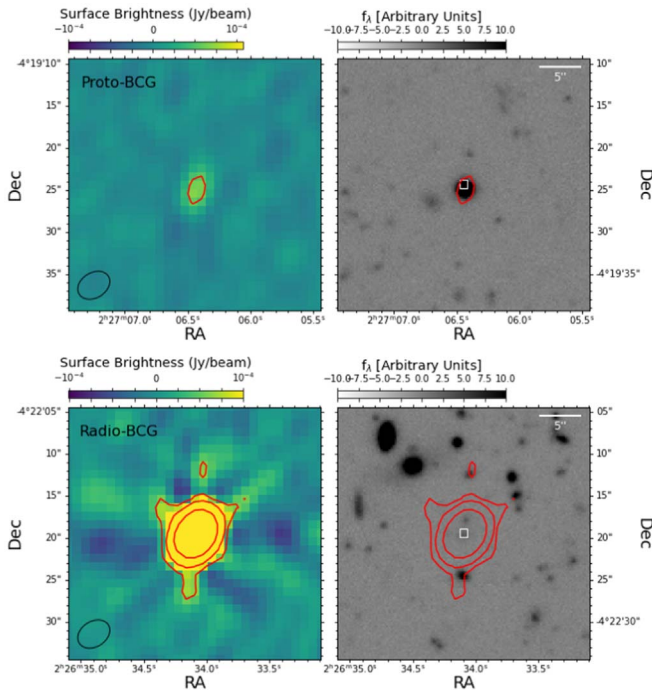 Surface Brightness (Jy/beam)
−10⁻⁴ 0 10⁻⁴
fλ [Arbitrary Units]
−10.0−7.5−5.0−2.5 0.0 2.5 5.0 7.5 10.0
Proto-BCG
5''
-4°19'10"
15"
20"
25"
30"
35"
Dec
10"
15"
20"
25"
30"
-4°19'35"
Dec
2ʰ27ᵐ07.0ˢ 06.5ˢ 06.0ˢ 05.5ˢ
RA
2ʰ27ᵐ07.0ˢ 06.5ˢ 06.0ˢ 05.5ˢ
RA
Surface Brightness (Jy/beam)
−10⁻⁴ 0 10⁻⁴
fλ [Arbitrary Units]
−10.0−7.5−5.0−2.5 0.0 2.5 5.0 7.5 10.0
Radio-BCG
5''
-4°22'05"
10"
15"
20"
25"
30"
Dec
05"
10"
15"
20"
25"
-4°22'30"
Dec
2ʰ26ᵐ35.0ˢ 34.5ˢ 34.0ˢ 33.5ˢ
RA
2ʰ26ᵐ35.0ˢ 34.5ˢ 34.0ˢ 33.5ˢ
RA